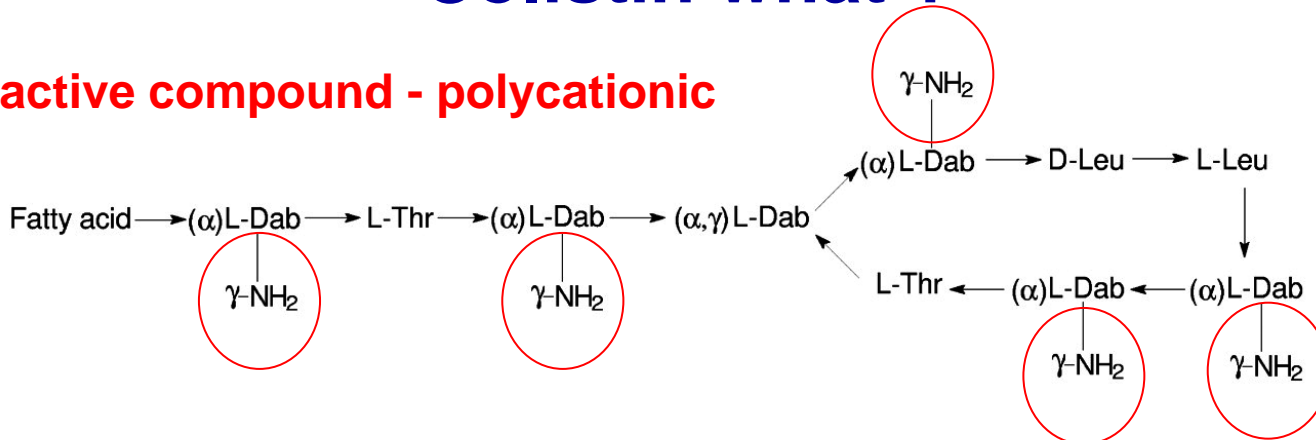 active compound - polycationic
γ-NH₂
(α)L-Dab → D-Leu → L-Leu
Fatty acid → (α)L-Dab → L-Thr → (α)L-Dab → (α,γ)L-Dab
L-Thr ← (α)L-Dab ← (α)L-Dab
γ-NH₂ γ-NH₂
γ-NH₂ γ-NH₂